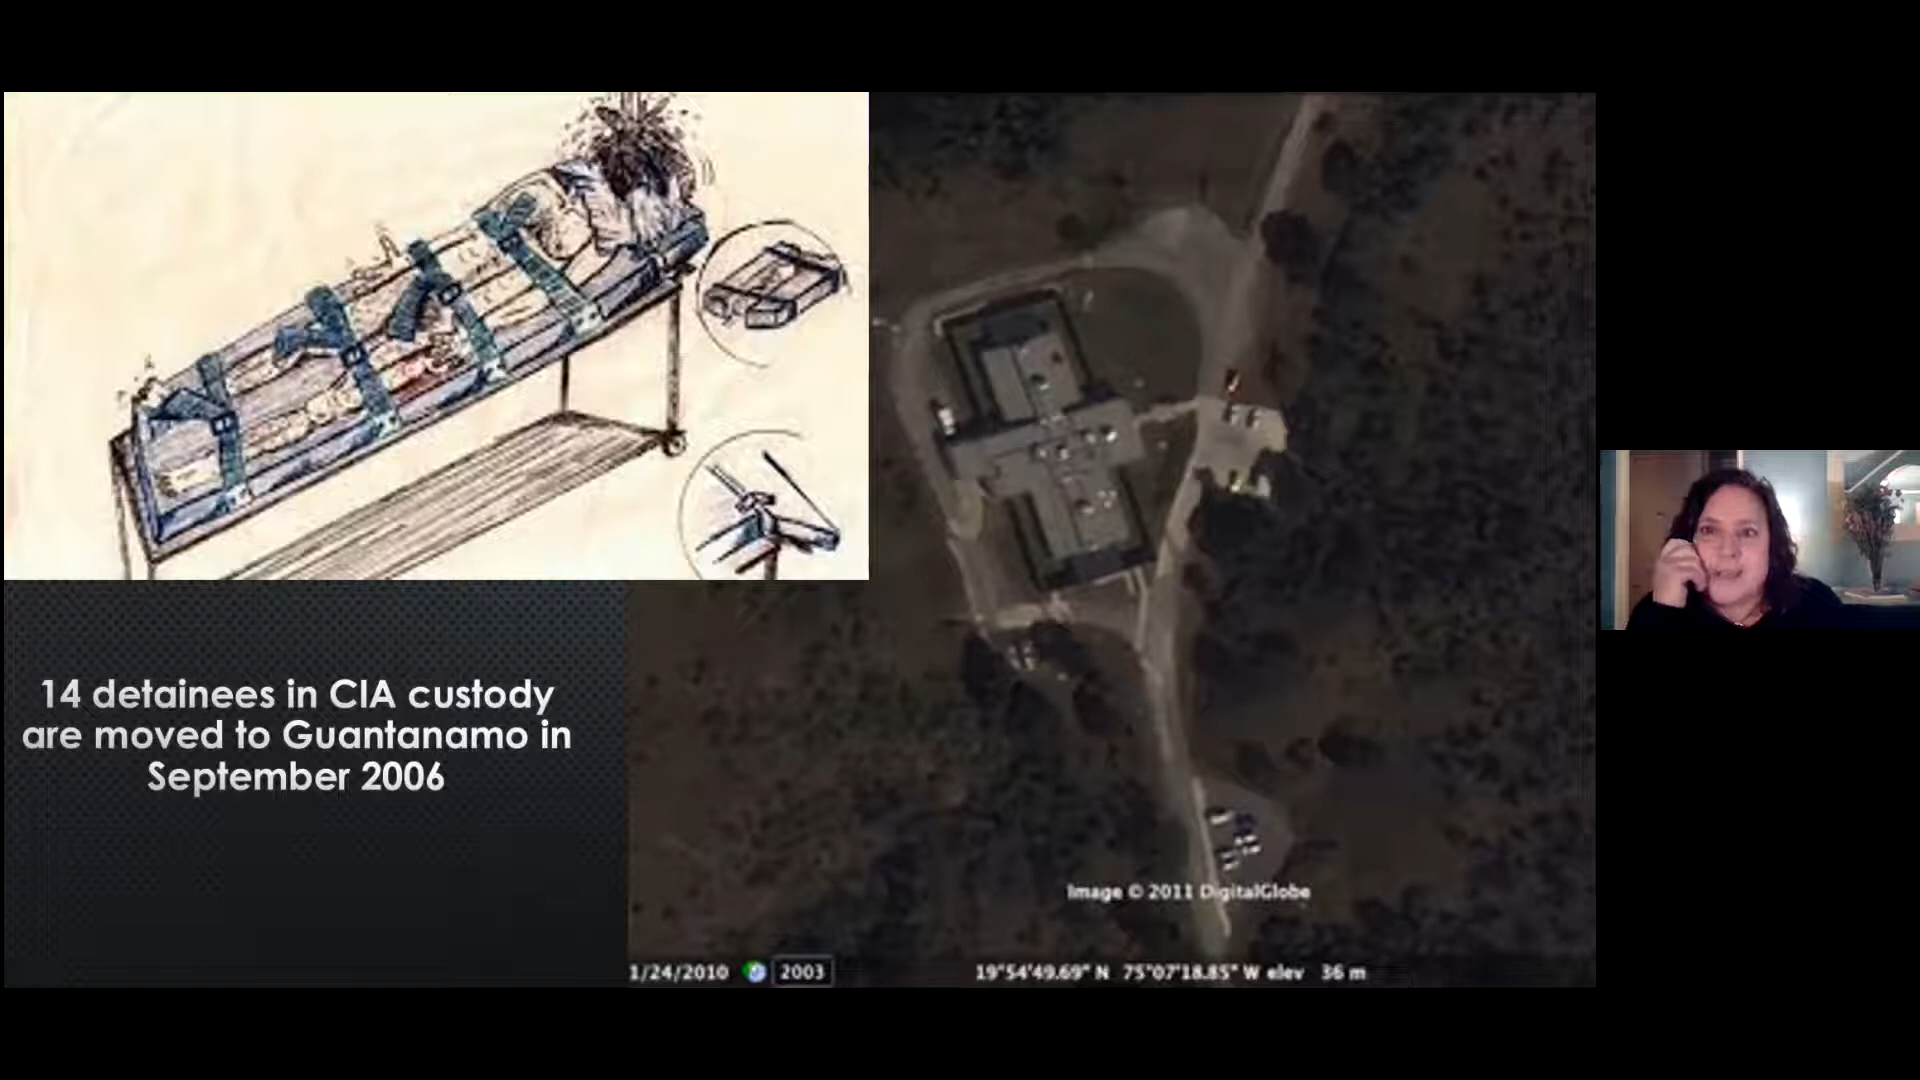 14 detainees in CIA custody
are moved to Guantanamo in
September 2006
Image © 2011 DigitalGlobe
1/24/2010 2003 19°54'49.69" N 75°07'18.85" W elev 36 m